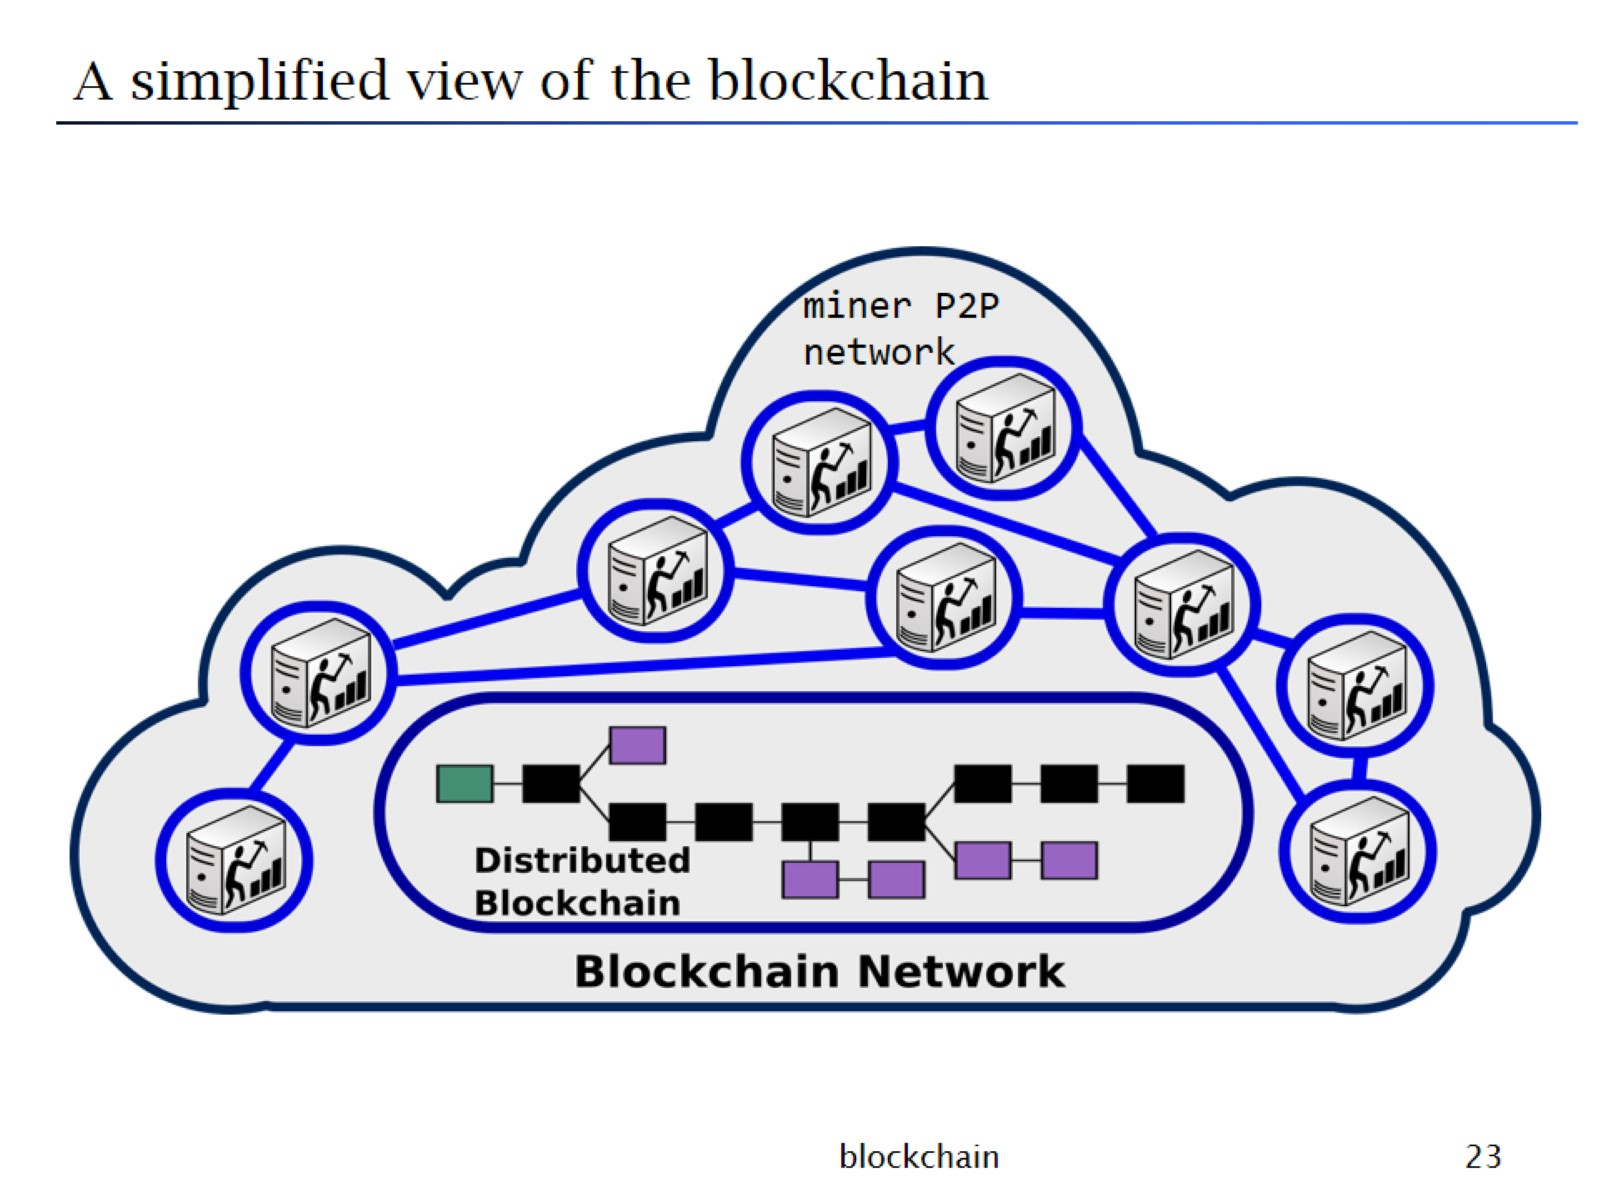 A simplified view of the blockchain
miner P2P
network
Distributed
Blockchain
Blockchain Network
blockchain
23